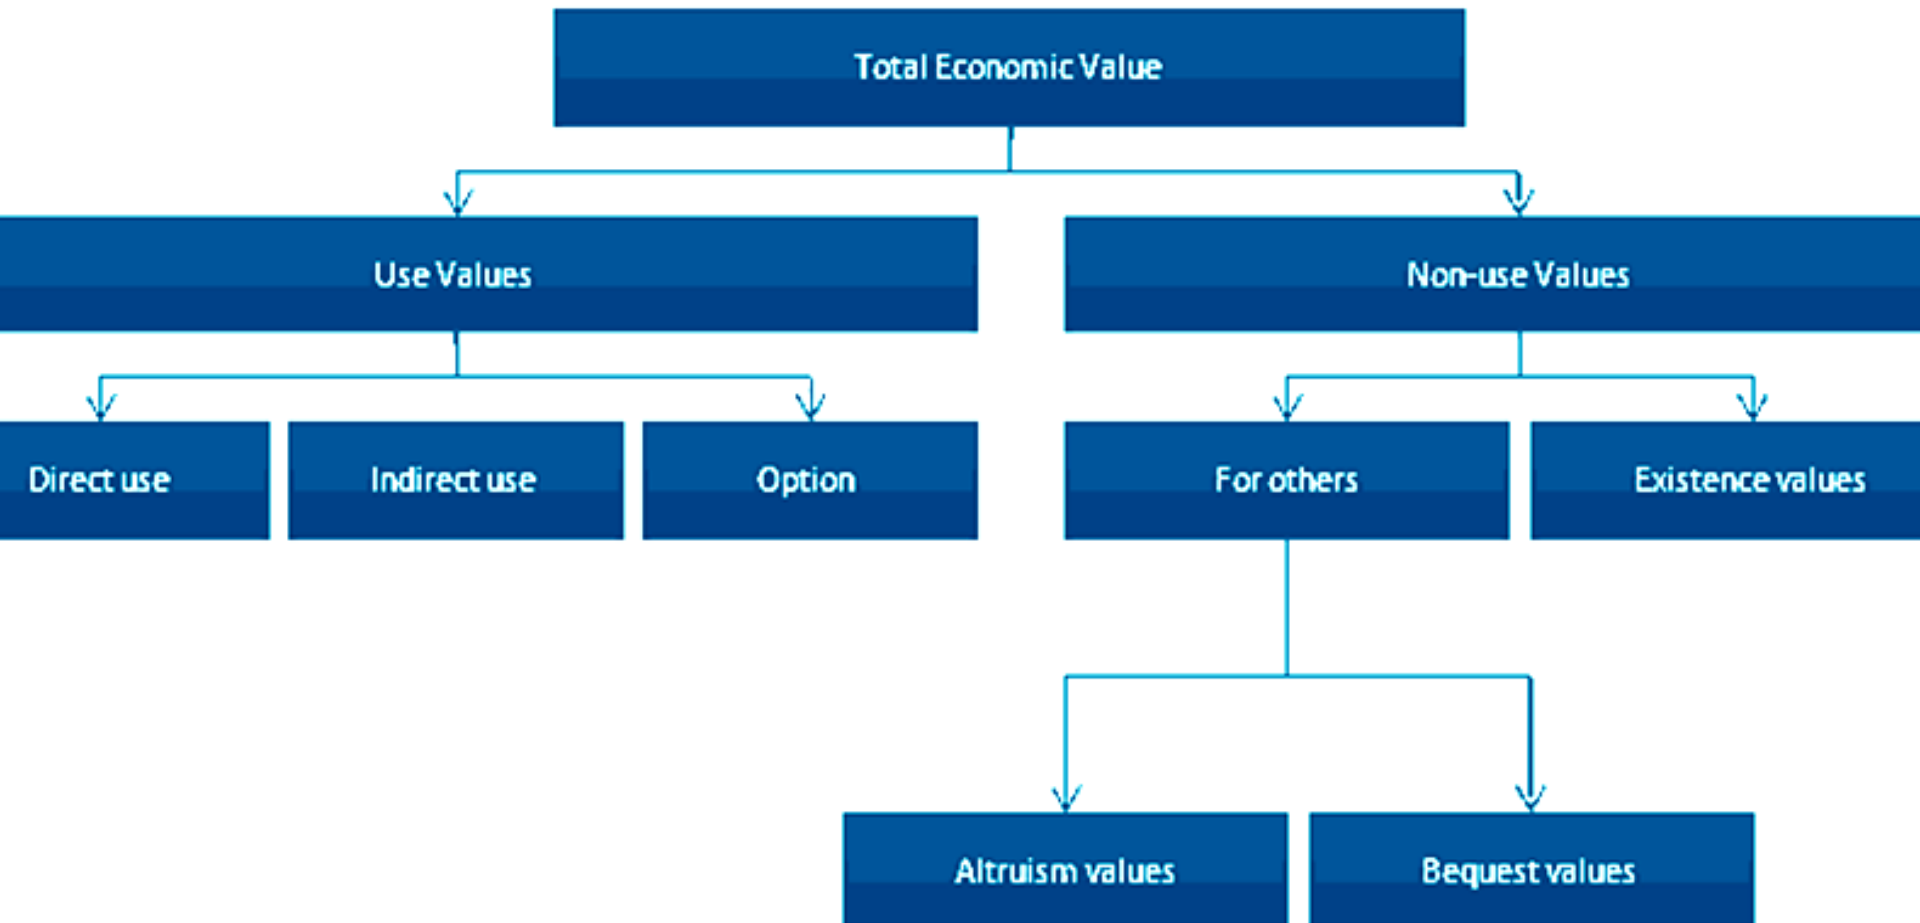 Total Economic Value
Use Values
Non-use Values
Direct use
Indirect use
Option
For others
Existence values
Altruism values
Bequest values